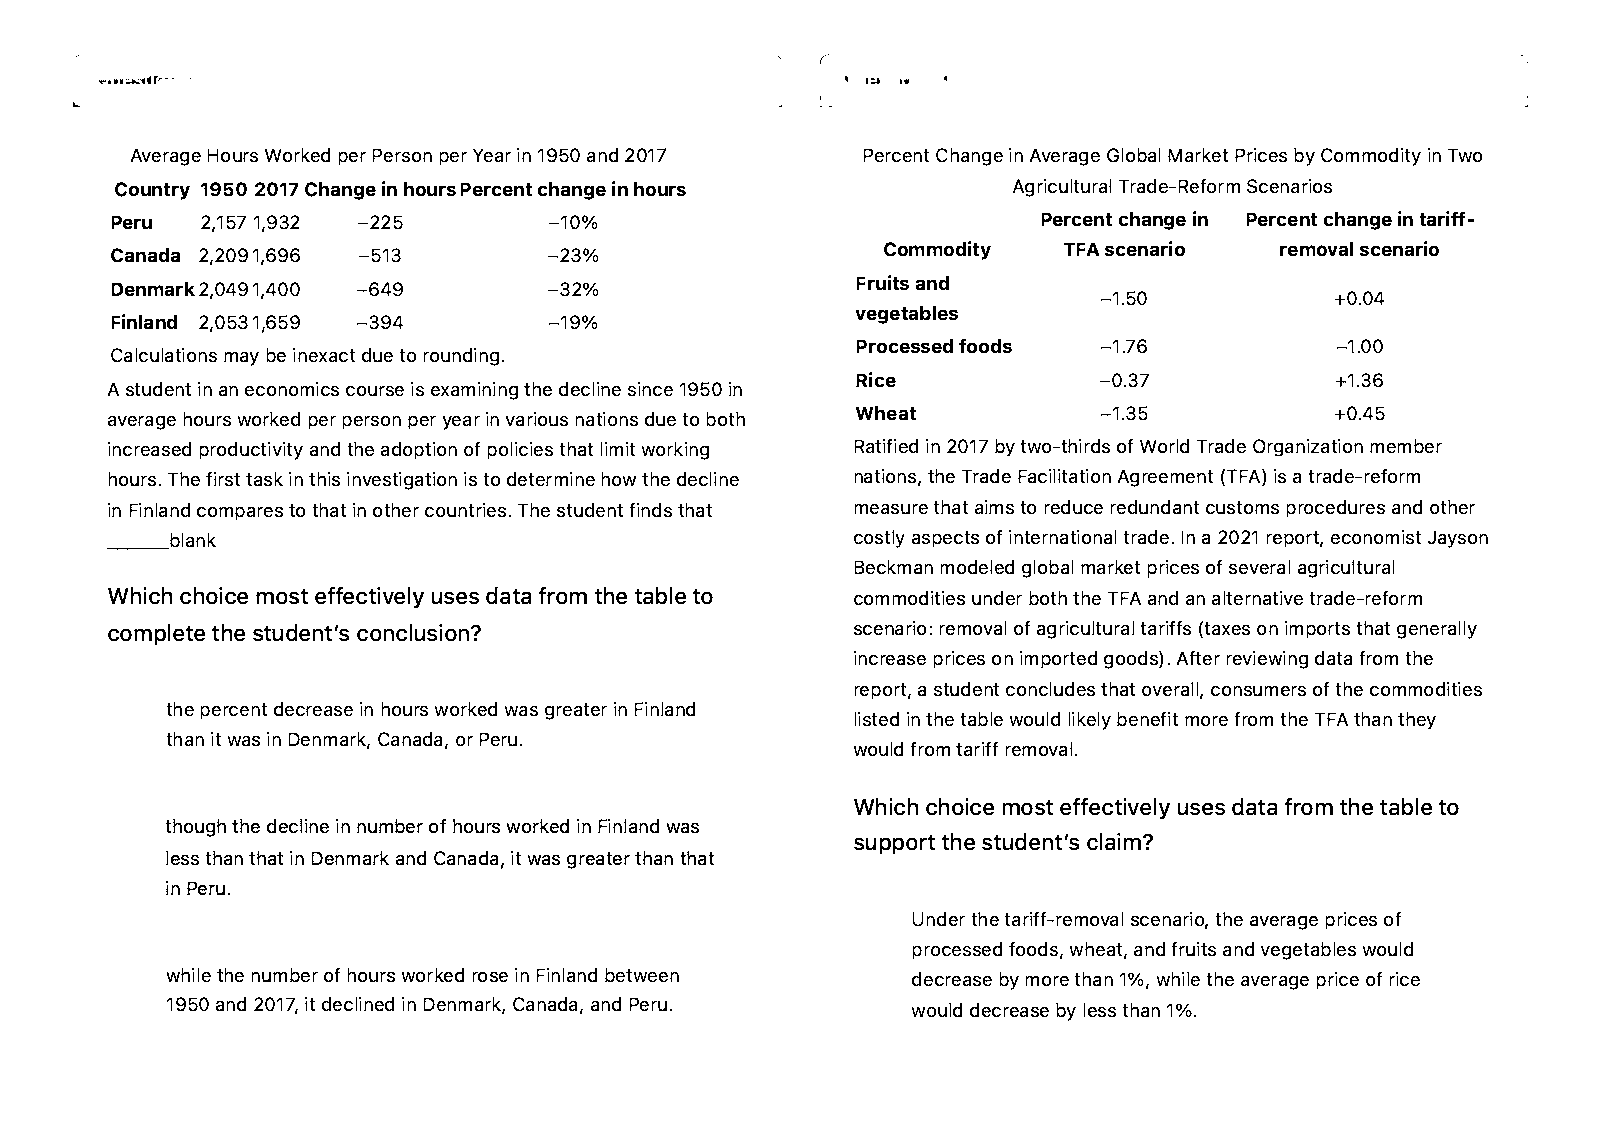 Average Hours Worked per Person per Year in 1950 and 2017
Country 1950 2017 Change in hours Percent change in hours
Peru 2,157 1,932 −225 −10%
Canada 2,209 1,696 −513 −23%
Denmark 2,049 1,400 −649 −32%
Finland 2,053 1,659 −394 −19%
Calculations may be inexact due to rounding.
A student in an economics course is examining the decline since 1950 in
average hours worked per person per year in various nations due to both
increased productivity and the adoption of policies that limit working
hours. The first task in this investigation is to determine how the decline
in Finland compares to that in other countries. The student finds that
______blank
Which choice most effectively uses data from the table to
complete the student's conclusion?
the percent decrease in hours worked was greater in Finland
than it was in Denmark, Canada, or Peru.
though the decline in number of hours worked in Finland was
less than that in Denmark and Canada, it was greater than that
in Peru.
while the number of hours worked rose in Finland between
1950 and 2017, it declined in Denmark, Canada, and Peru.
Percent Change in Average Global Market Prices by Commodity in Two
Agricultural Trade-Reform Scenarios
Percent change in Percent change in tariff-
Commodity TFA scenario removal scenario
Fruits and
vegetables −1.50 +0.04
Processed foods −1.76 −1.00
Rice −0.37 +1.36
Wheat −1.35 +0.45
Ratified in 2017 by two-thirds of World Trade Organization member
nations, the Trade Facilitation Agreement (TFA) is a trade-reform
measure that aims to reduce redundant customs procedures and other
costly aspects of international trade. In a 2021 report, economist Jayson
Beckman modeled global market prices of several agricultural
commodities under both the TFA and an alternative trade-reform
scenario: removal of agricultural tariffs (taxes on imports that generally
increase prices on imported goods). After reviewing data from the
report, a student concludes that overall, consumers of the commodities
listed in the table would likely benefit more from the TFA than they
would from tariff removal.
Which choice most effectively uses data from the table to
support the student's claim?
Under the tariff-removal scenario, the average prices of
processed foods, wheat, and fruits and vegetables would
decrease by more than 1%, while the average price of rice
would decrease by less than 1%.